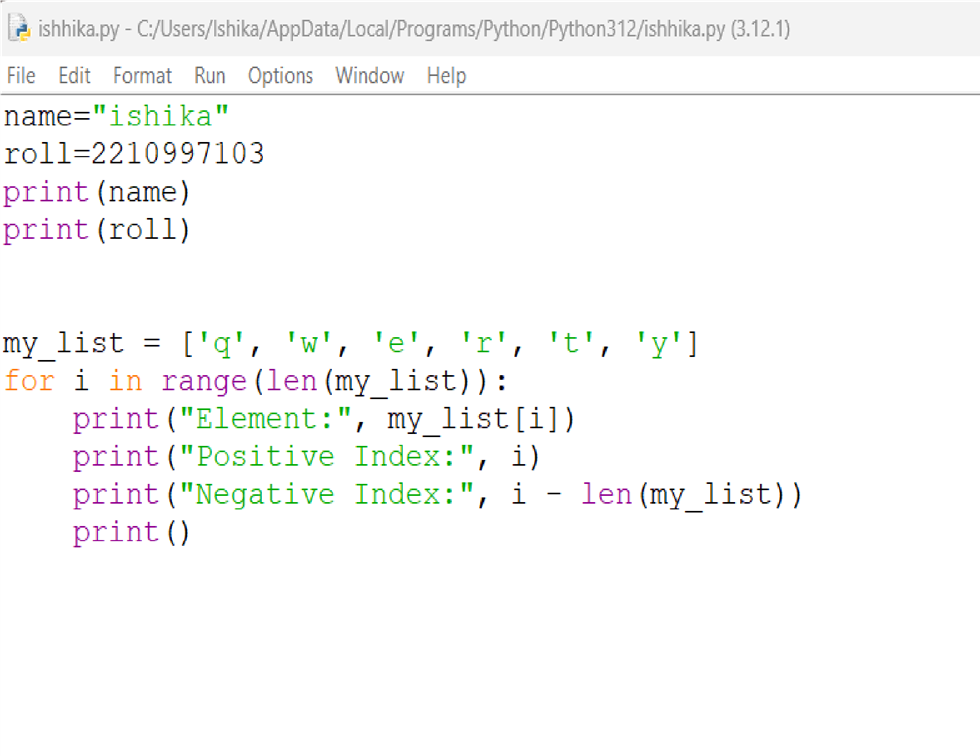 ishhika.py - C:/Users/Ishika/AppData/Local/Programs/Python/Python312/ishhika.py (3.12.1)
File Edit Format Run Options Window Help
name="ishika"
roll=2210997103
print(name)
print(roll)
my_list = ['q', 'w', 'e', 'r', 't', 'y']
for i in range(len(my_list)):
    print("Element:", my_list[i])
    print("Positive Index:", i)
    print("Negative Index:", i - len(my_list))
    print()